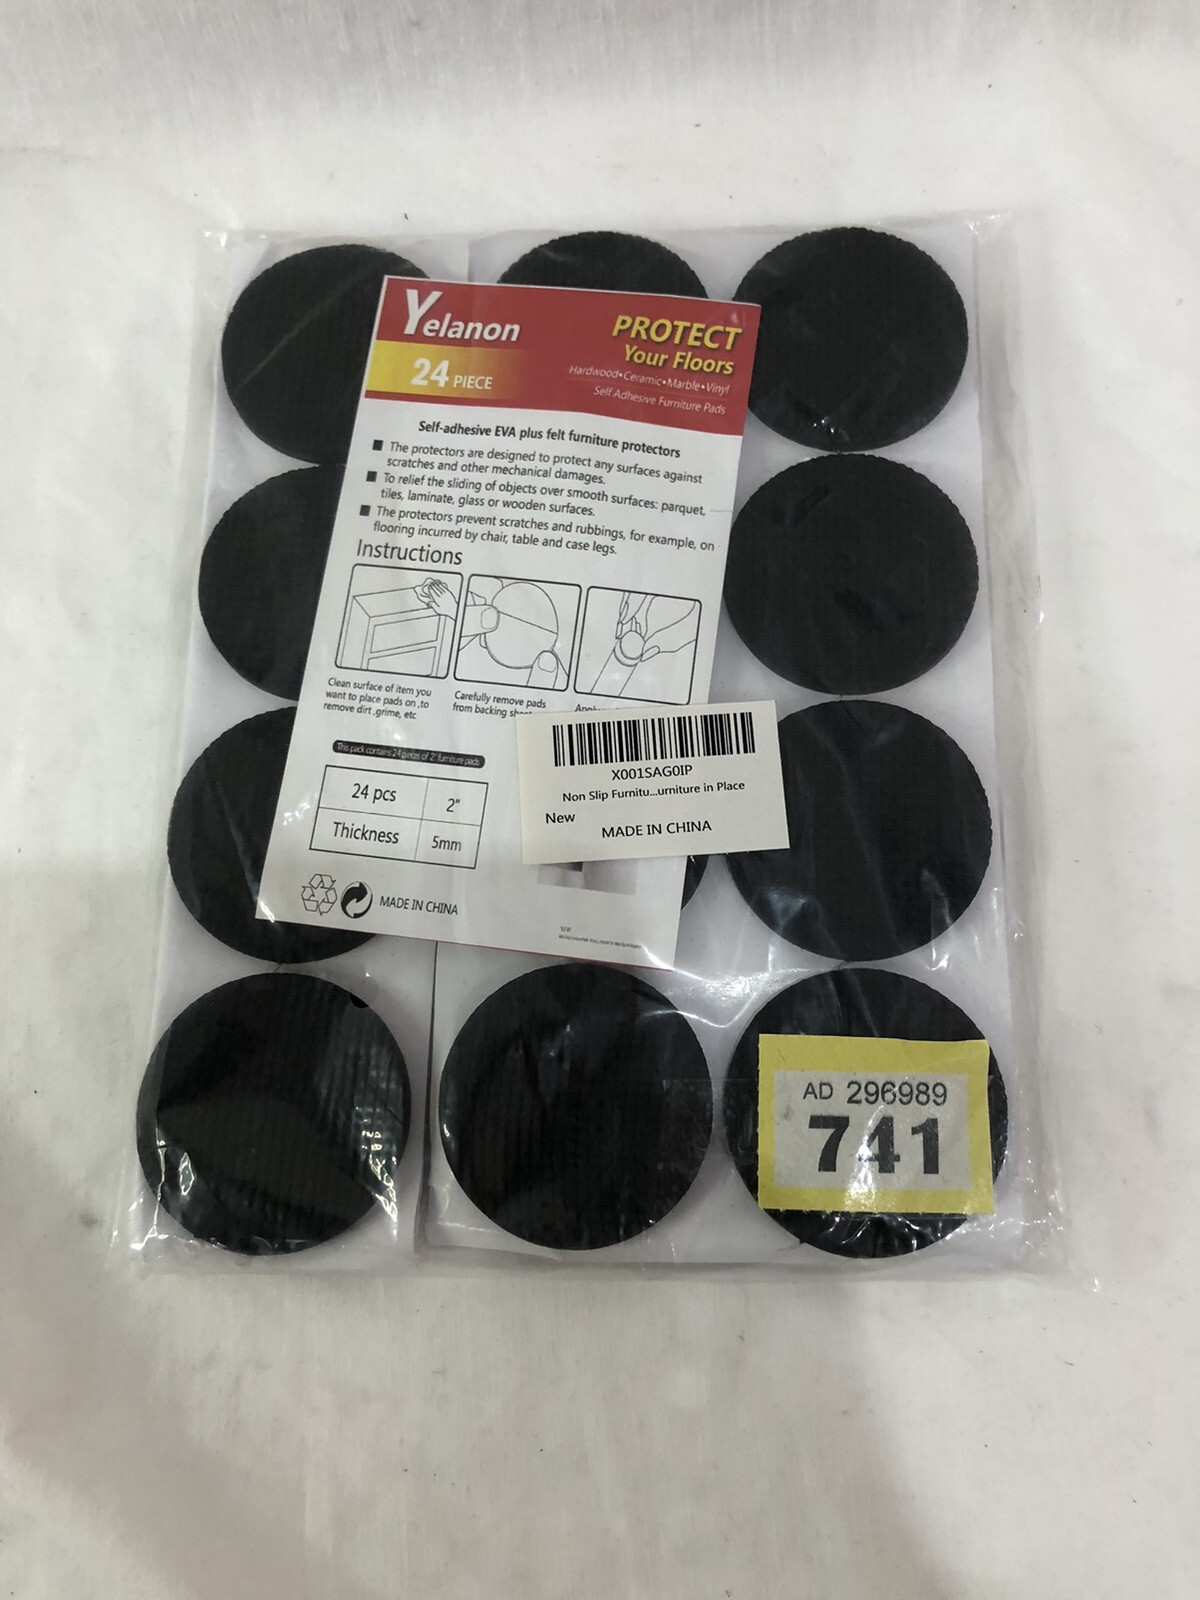 Yelanon
24 PIECE
PROTECT
Your Floors
Hardwood•Ceramic•Marble•Vinyl
Self Adhesive Furniture Pads
Self-adhesive EVA plus felt furniture protectors
■ The protectors are designed to protect any surfaces against
scratches and other mechanical damages.
■ To relief the sliding of objects over smooth surfaces: parquet,
tiles, laminate, glass or wooden surfaces.
■ The protectors prevent scratches and rubbings, for example, on
flooring incurred by chair, table and case legs.
Instructions
Clean surface of item you
want to place pads on ,to
remove dirt ,grime, etc
Carefully remove pads
from backing
This pack contains 24 pieces of 2" furniture pads
24 pcs 2"
Thickness 5mm
MADE IN CHINA
X001SAG0IP
Non Slip Furnitu...urniture in Place
New
MADE IN CHINA
AD 296989
741